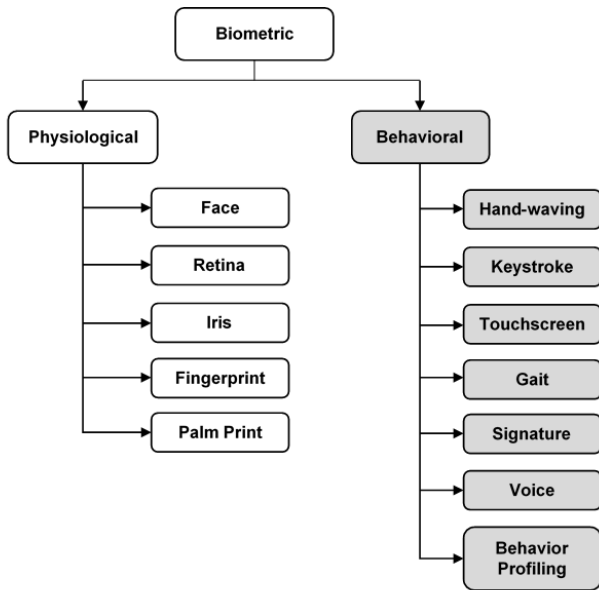 Biometric
Physiological
Behavioral
Face
Retina
Iris
Fingerprint
Palm Print
Hand-waving
Keystroke
Touchscreen
Gait
Signature
Voice
Behavior
Profiling